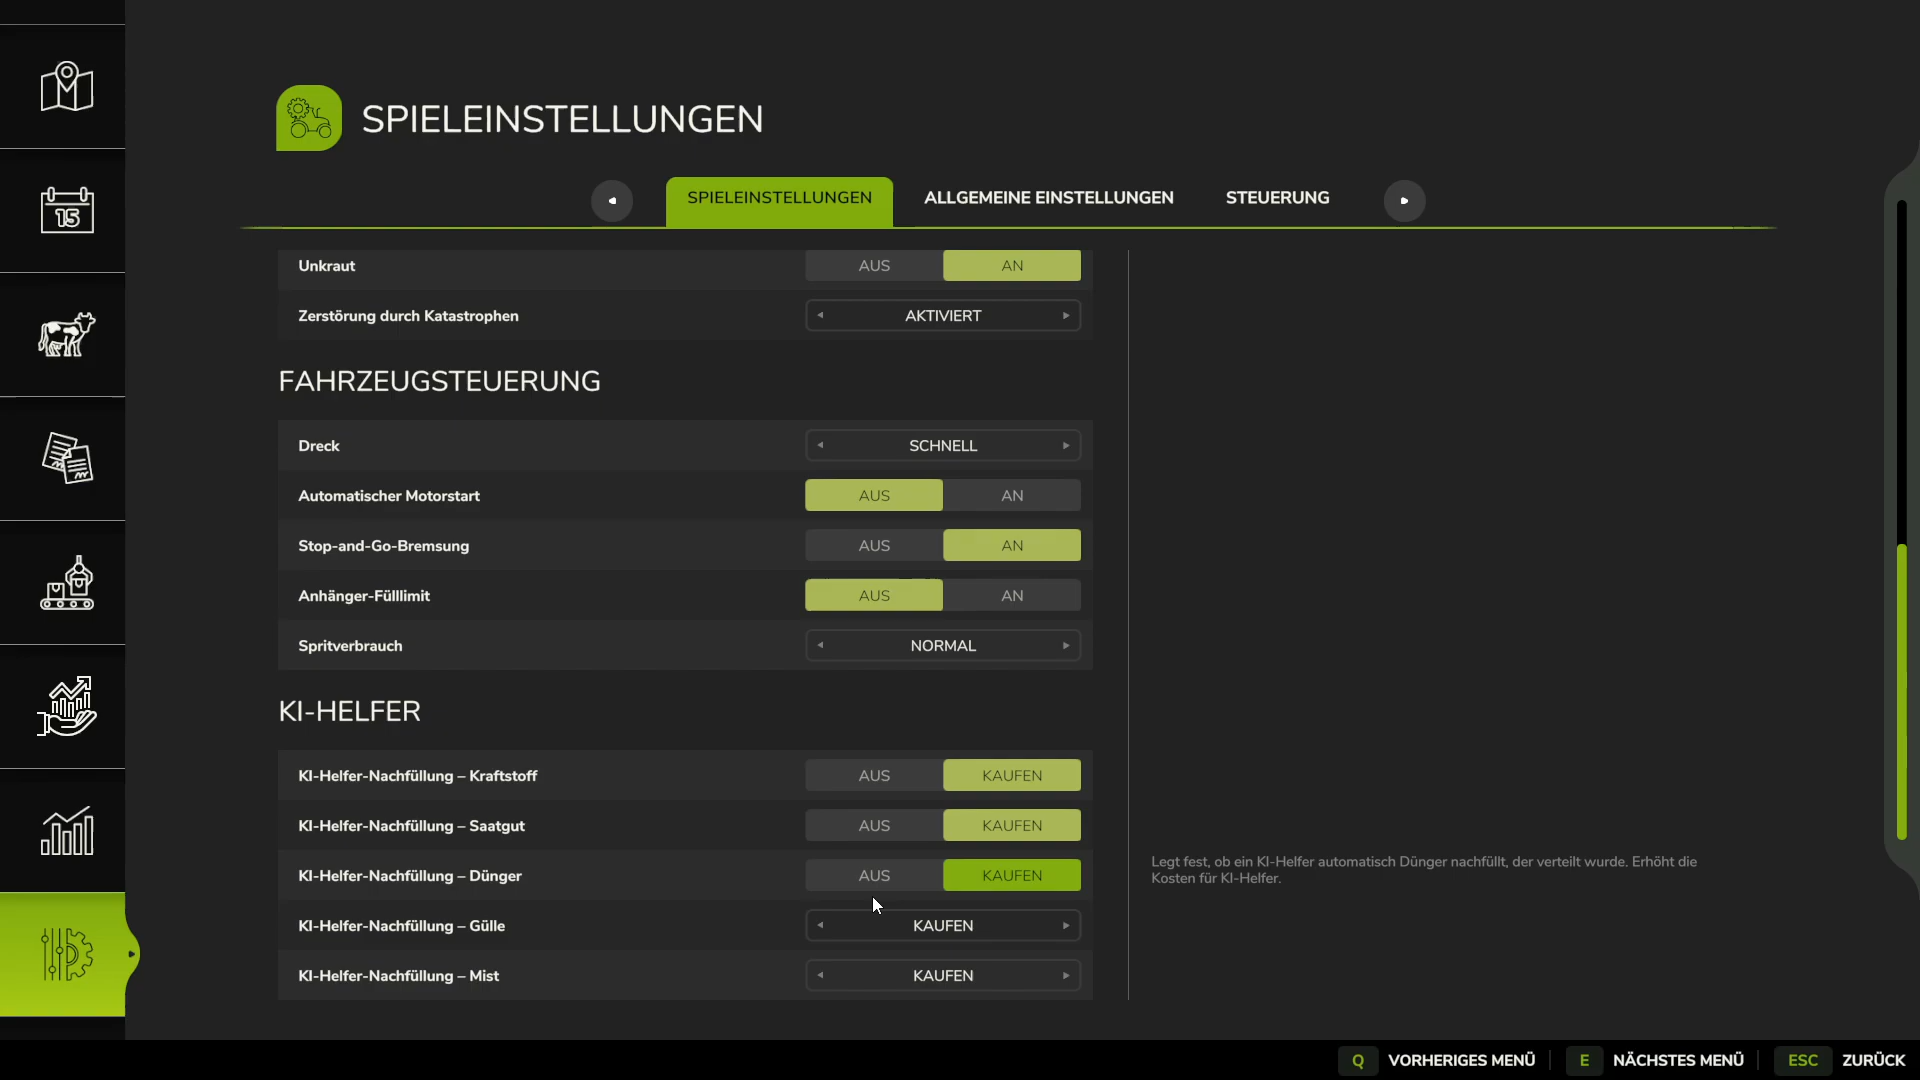 15
SPIELEINSTELLUNGEN
SPIELEINSTELLUNGEN
ALLGEMEINE EINSTELLUNGEN
STEUERUNG
Unkraut AUS AN
Zerstörung durch Katastrophen AKTIVIERT
FAHRZEUGSTEUERUNG
Dreck SCHNELL
Automatischer Motorstart AUS AN
Stop-and-Go-Bremsung AUS AN
Anhänger-Fülllimit AUS AN
Spritverbrauch NORMAL
KI-HELFER
KI-Helfer-Nachfüllung – Kraftstoff AUS KAUFEN
KI-Helfer-Nachfüllung – Saatgut AUS KAUFEN
KI-Helfer-Nachfüllung – Dünger AUS KAUFEN
KI-Helfer-Nachfüllung – Gülle KAUFEN
KI-Helfer-Nachfüllung – Mist KAUFEN
Legt fest, ob ein KI-Helfer automatisch Dünger nachfüllt, der verteilt wurde. Erhöht die
Kosten für KI-Helfer.
Q VORHERIGES MENÜ
E NÄCHSTES MENÜ
ESC ZURÜCK